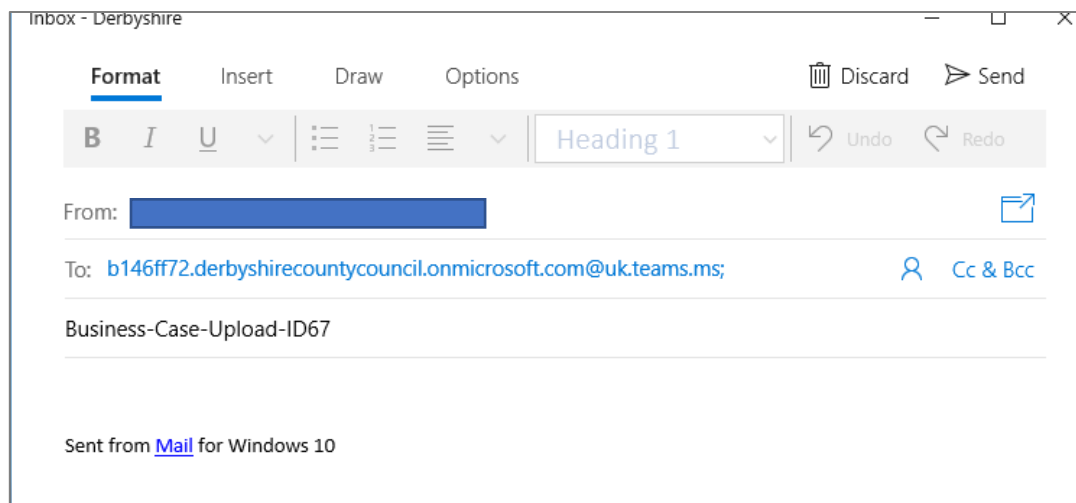 Inbox - Derbyshire
Format Insert Draw Options Discard Send
B I U Heading 1 Undo Redo
From:
To: b146ff72.derbyshirecountycouncil.onmicrosoft.com@uk.teams.ms; Cc & Bcc
Business-Case-Upload-ID67
Sent from Mail for Windows 10